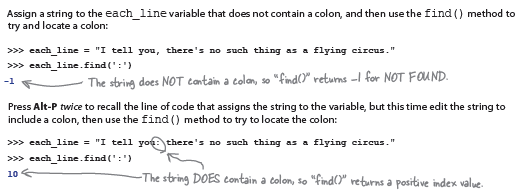 Assign a string to the each_line variable that does not contain a colon, and then use the find() method to
try and locate a colon:
>>> each_line = "I tell you, there's no such thing as a flying circus."
>>> each_line.find(':')
-1
The string does NOT contain a colon, so "find()" returns -1 for NOT FOUND.
Press Alt-P twice to recall the line of code that assigns the string to the variable, but this time edit the string to
include a colon, then use the find() method to try to locate the colon:
>>> each_line = "I tell you: there's no such thing as a flying circus."
>>> each_line.find(':')
10
The string DOES contain a colon, so "find()" returns a positive index value.